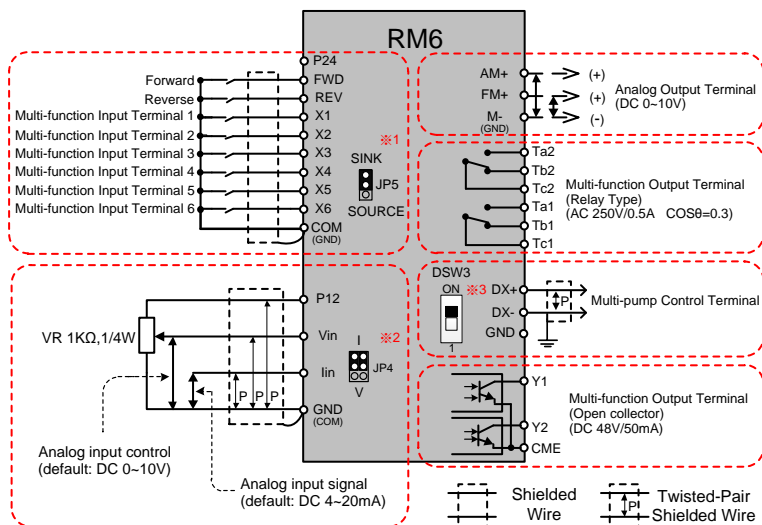 RM6
P24
Forward
FWD
Reverse
REV
Multi-function Input Terminal 1
X1
Multi-function Input Terminal 2
X2
Multi-function Input Terminal 3
X3
Multi-function Input Terminal 4
X4
Multi-function Input Terminal 5
X5
Multi-function Input Terminal 6
X6
COM
(GND)
※1
SINK
JP5
SOURCE
P12
VR 1KΩ,1/4W
Vin
Iin
GND
(COM)
P P P
※2
I
JP4
V
Analog input control
(default: DC 0~10V)
Analog input signal
(default: DC 4~20mA)
AM+
(+)
FM+
(+)
M-
(GND)
(-)
Analog Output Terminal
(DC 0~10V)
Ta2
Tb2
Tc2
Ta1
Tb1
Tc1
Multi-function Output Terminal
(Relay Type)
(AC 250V/0.5A COSθ=0.3)
DSW3
ON
※3
1
DX+
DX-
GND
P
Multi-pump Control Terminal
Y1
Y2
CME
Multi-function Output Terminal
(Open collector)
(DC 48V/50mA)
Shielded
Wire
P
Twisted-Pair
Shielded Wire